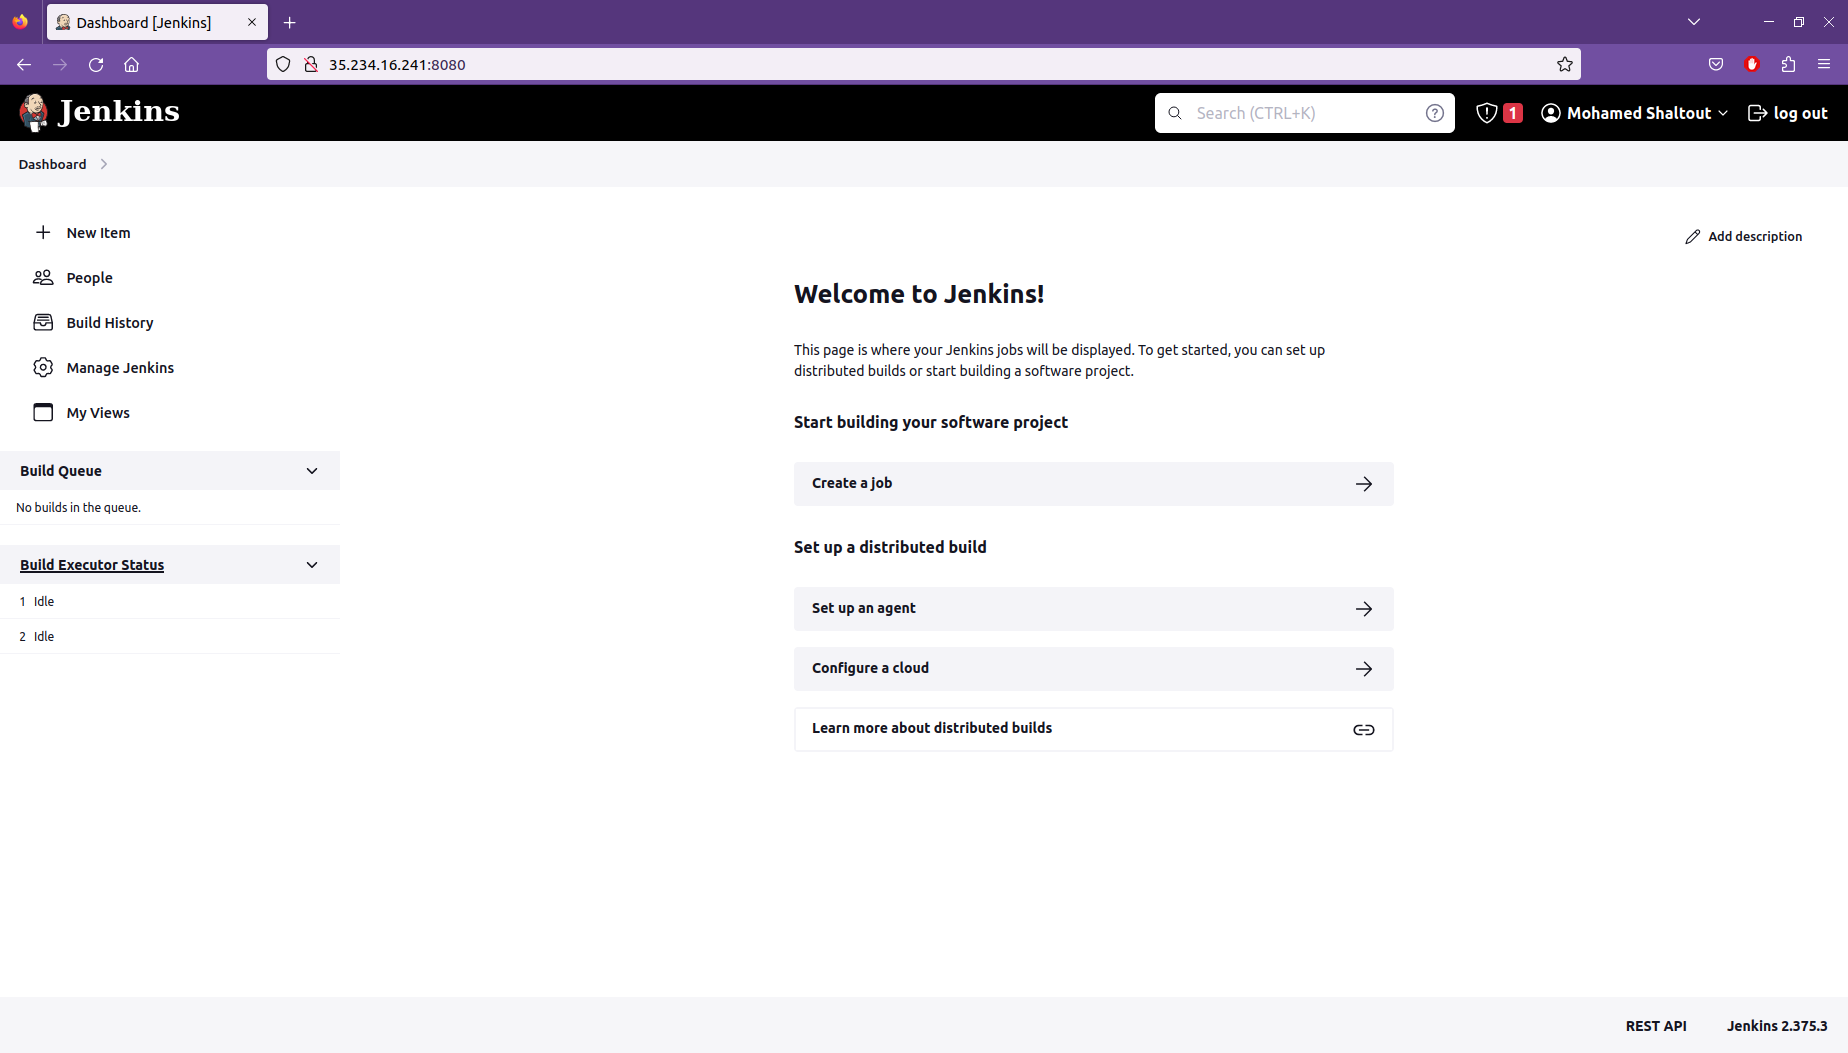 Dashboard [Jenkins]
35.234.16.241:8080
Jenkins
Search (CTRL+K)
1
Mohamed Shaltout
log out
Dashboard
New Item
People
Build History
Manage Jenkins
My Views
Build Queue
No builds in the queue.
Build Executor Status
1 Idle
2 Idle
Add description
Welcome to Jenkins!
This page is where your Jenkins jobs will be displayed. To get started, you can set up
distributed builds or start building a software project.
Start building your software project
Create a job
Set up a distributed build
Set up an agent
Configure a cloud
Learn more about distributed builds
REST API
Jenkins 2.375.3